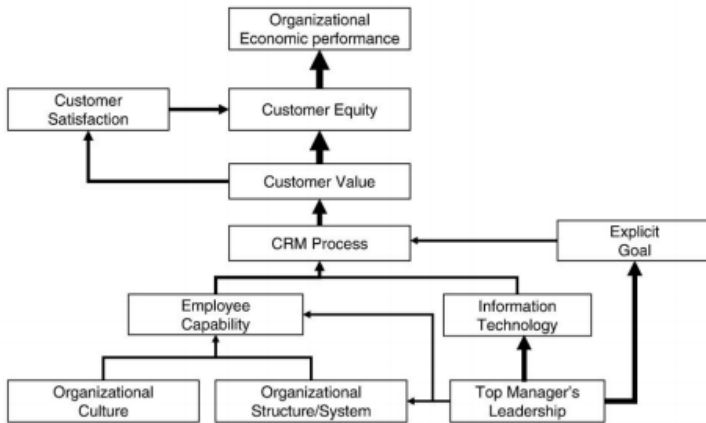 Organizational
Economic performance
Customer
Satisfaction
Customer Equity
Customer Value
CRM Process
Explicit
Goal
Employee
Capability
Information
Technology
Organizational
Culture
Organizational
Structure/System
Top Manager's
Leadership